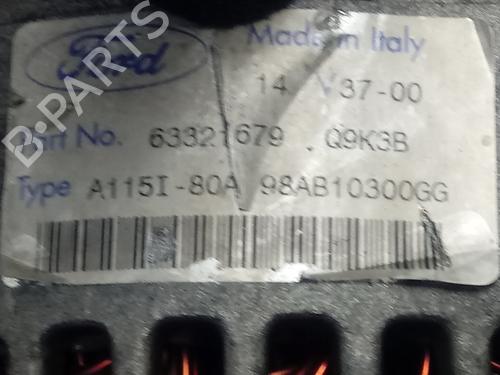 Ford
Made in Italy
14 V37-00
Part No. 63321679 Q9K3B
Type A115I-80A 98AB10300GG
B-PARTS